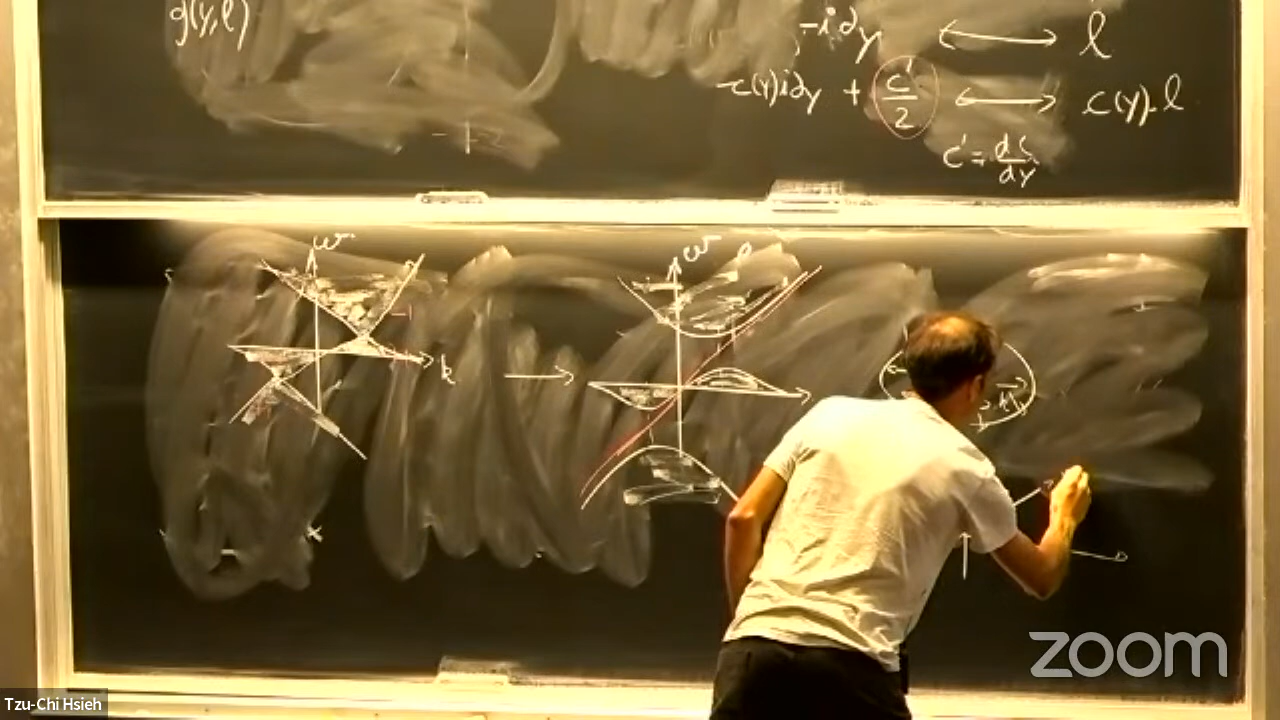 g(y,l)
-i∂y ⟷ l
-c(y)i∂y + c'/2 ⟷ c(y).l
c' = dc/dy
ω
ω
k
zoom
Tzu-Chi Hsieh